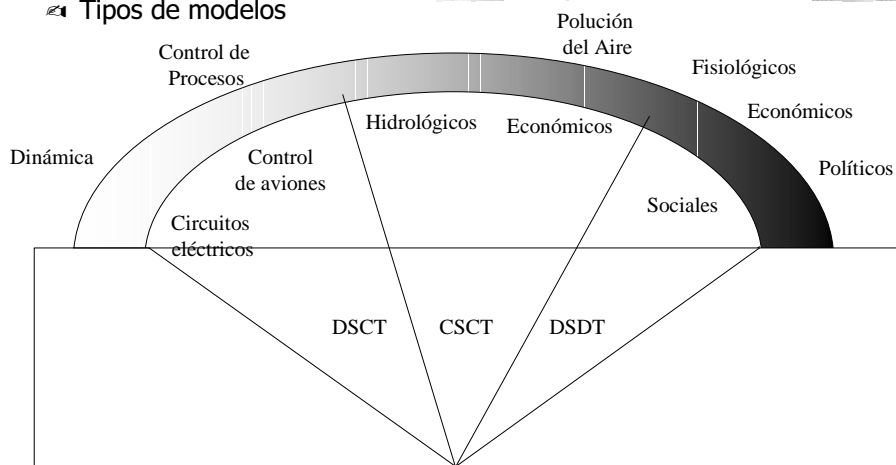 Tipos de modelos
Polución
del Aire
Control de
Procesos
Fisiológicos
Económicos
Hidrológicos
Económicos
Dinámica
Control
de aviones
Políticos
Sociales
Circuitos
eléctricos
DSCT
CSCT
DSDT